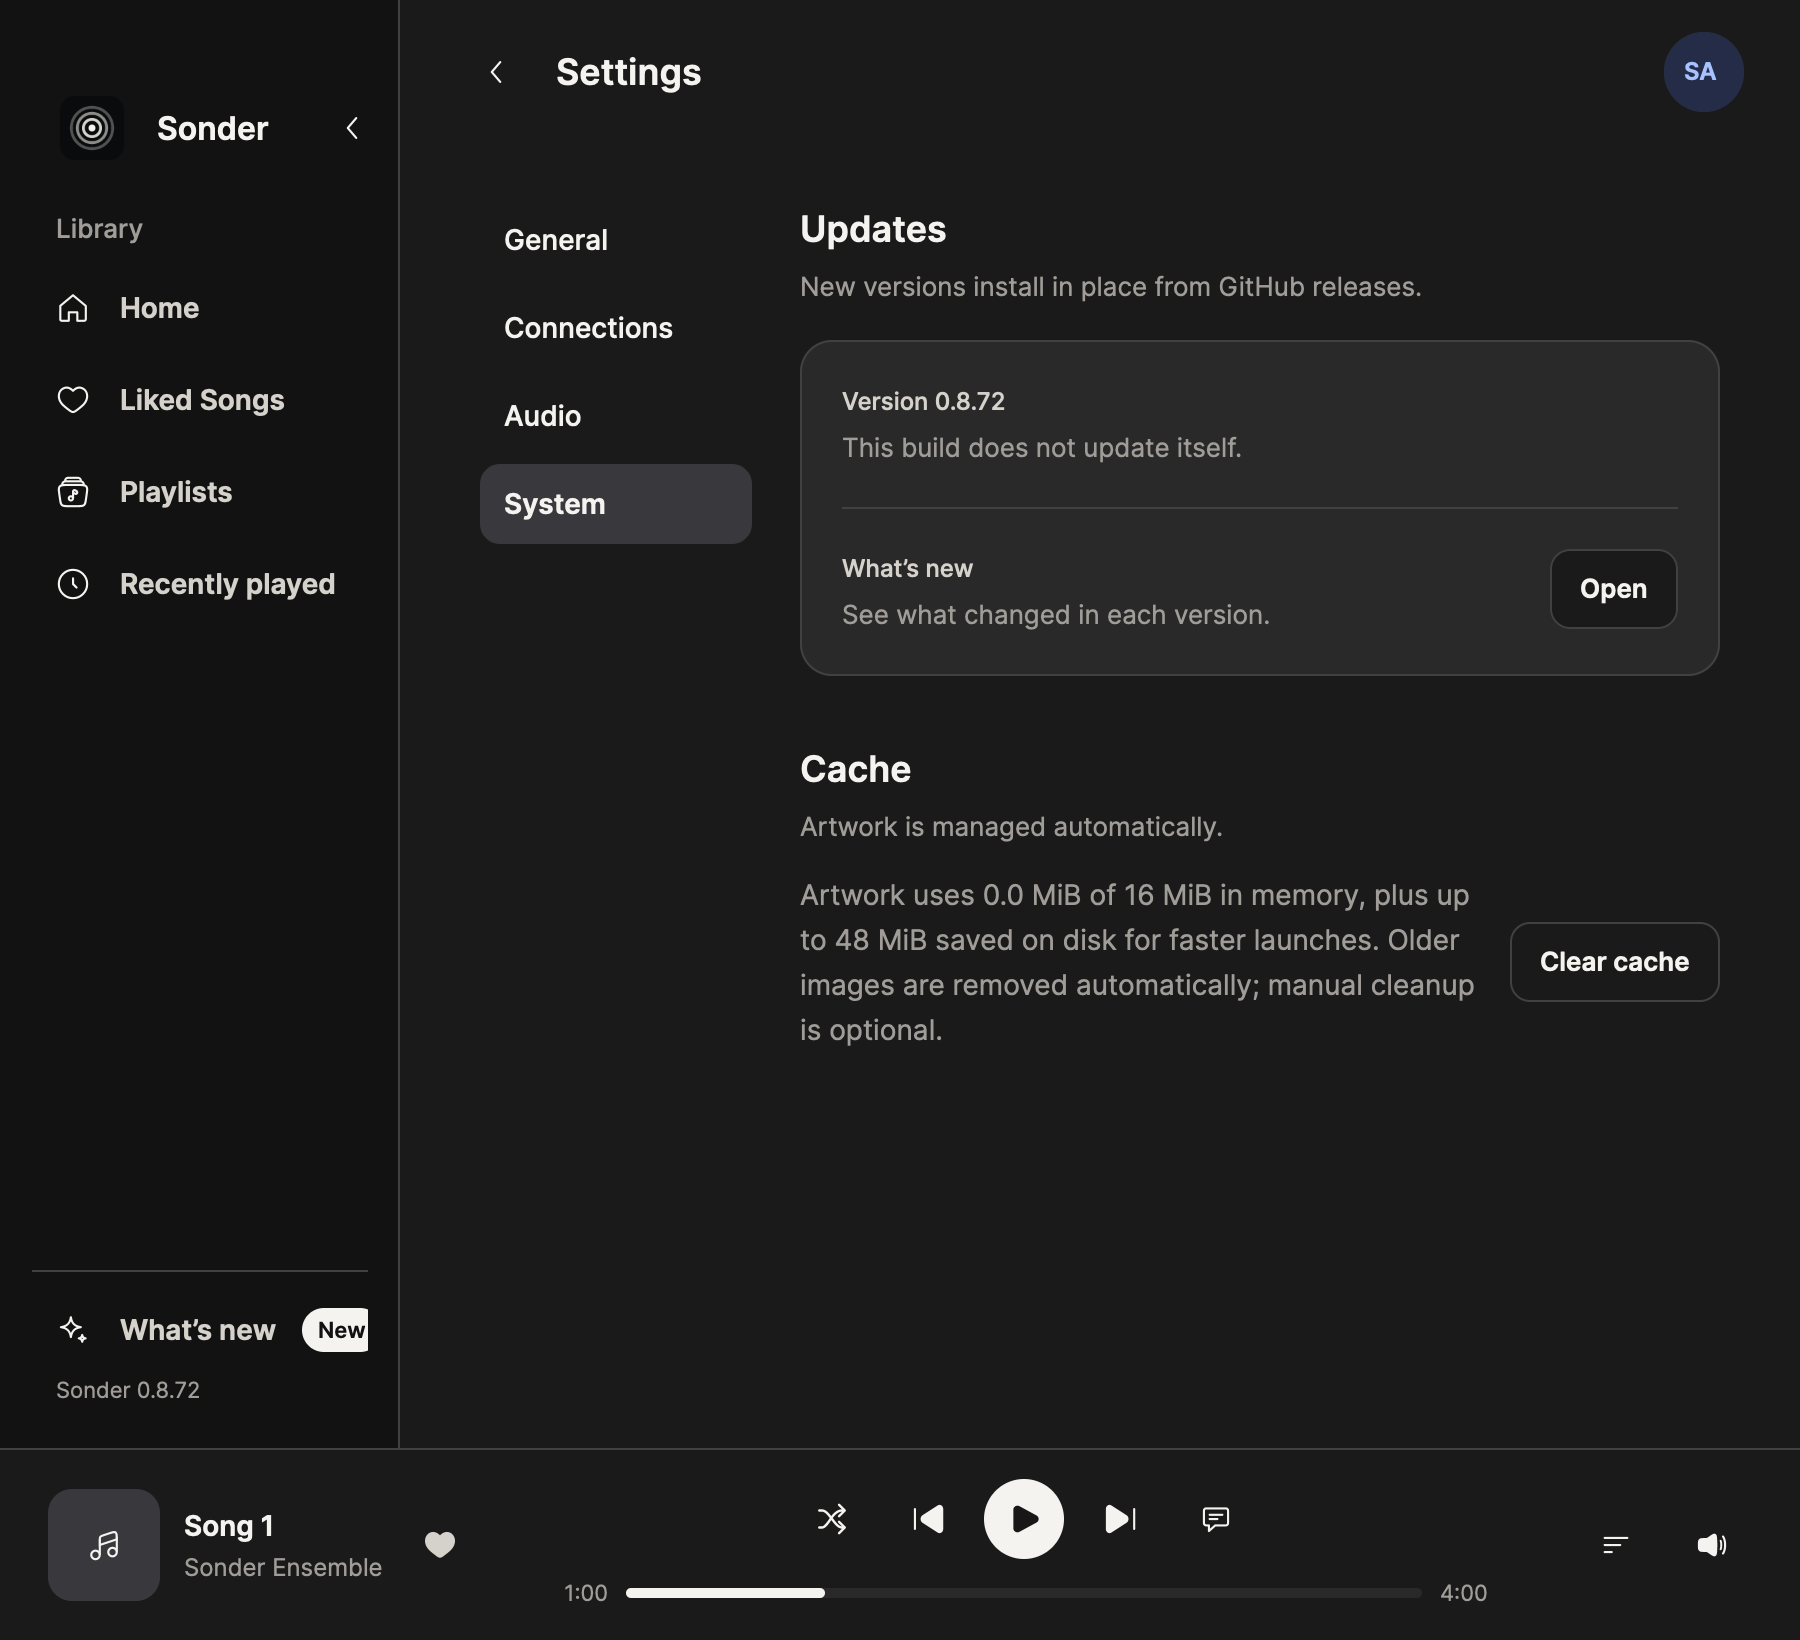 Sonder
Library
Home
Liked Songs
Playlists
Recently played
What’s new
New
Sonder 0.8.72
Settings
SA
General
Connections
Audio
System
Updates
New versions install in place from GitHub releases.
Version 0.8.72
This build does not update itself.
What’s new
See what changed in each version.
Open
Cache
Artwork is managed automatically.
Artwork uses 0.0 MiB of 16 MiB in memory, plus up
to 48 MiB saved on disk for faster launches. Older
images are removed automatically; manual cleanup
is optional.
Clear cache
Song 1
Sonder Ensemble
1:00
4:00